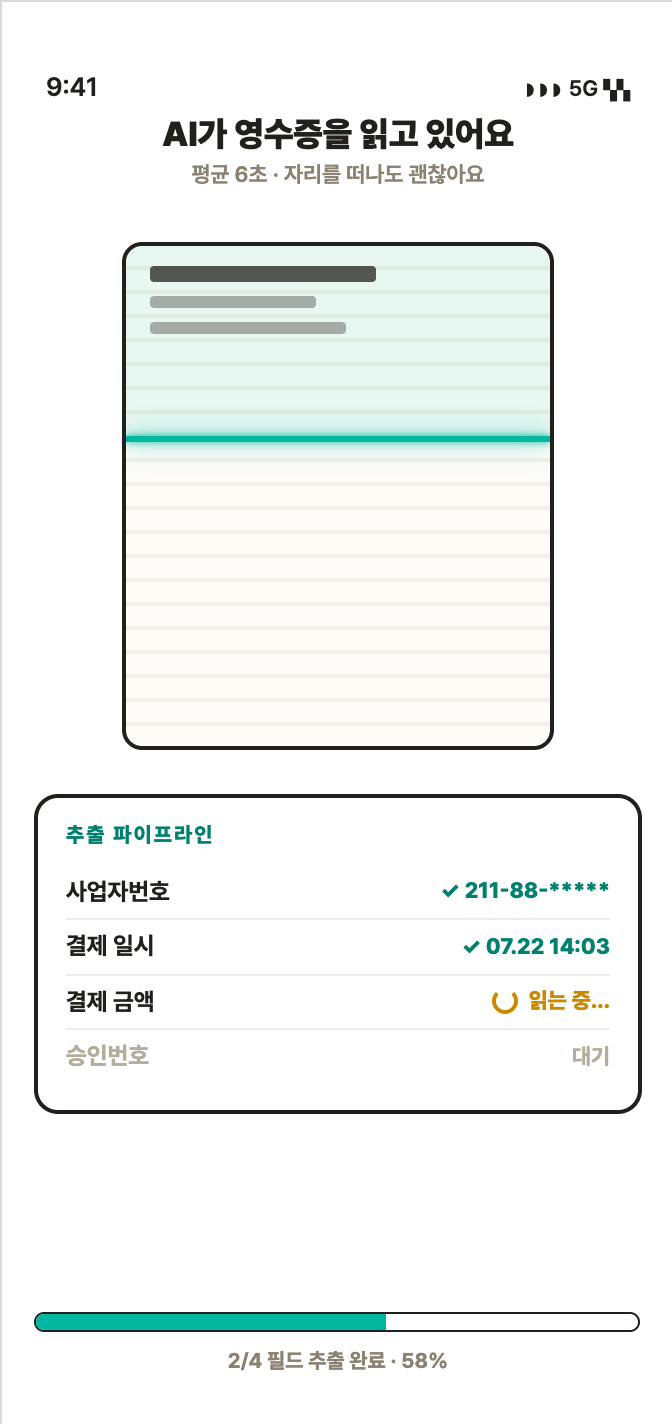 9:41
5G
AI가 영수증을 읽고 있어요
평균 6초 · 자리를 떠나도 괜찮아요
추출 파이프라인
사업자번호 ✓ 211-88-*****
결제 일시 ✓ 07.22 14:03
결제 금액 읽는 중...
승인번호 대기
2/4 필드 추출 완료 · 58%